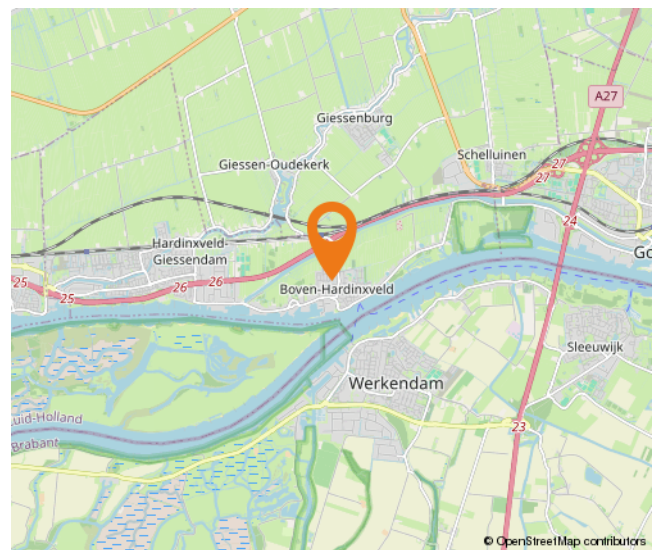 A27
Giessenburg
Schelluinen
Giessen-Oudekerk
27
27
24
Hardinxveld-
Giessendam
Go
25
26
26
25
Boven-Hardinxveld
Sleeuwijk
Werkendam
uid-Holland
Brabant
23
© OpenStreetMap contributors